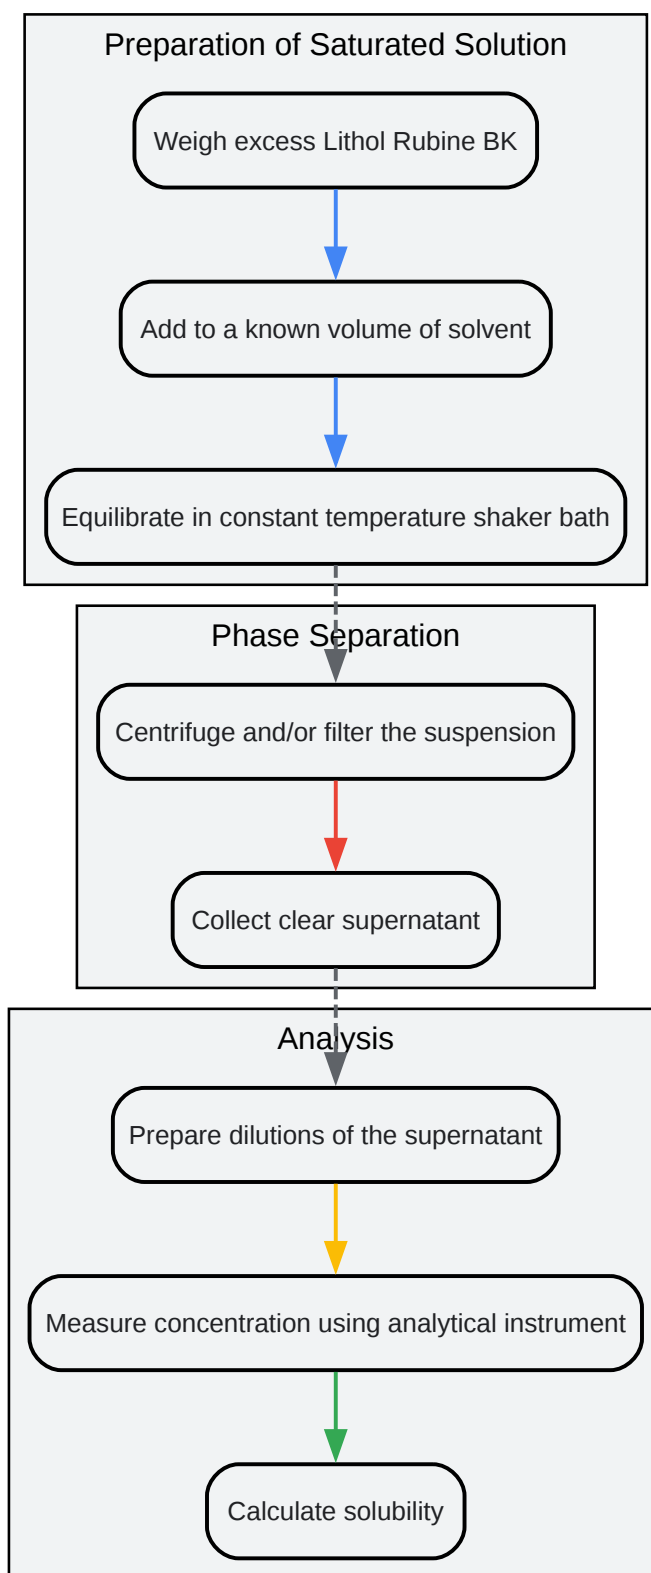 Preparation of Saturated Solution
Weigh excess Lithol Rubine BK
Add to a known volume of solvent
Equilibrate in constant temperature shaker bath
Phase Separation
Centrifuge and/or filter the suspension
Collect clear supernatant
Analysis
Prepare dilutions of the supernatant
Measure concentration using analytical instrument
Calculate solubility